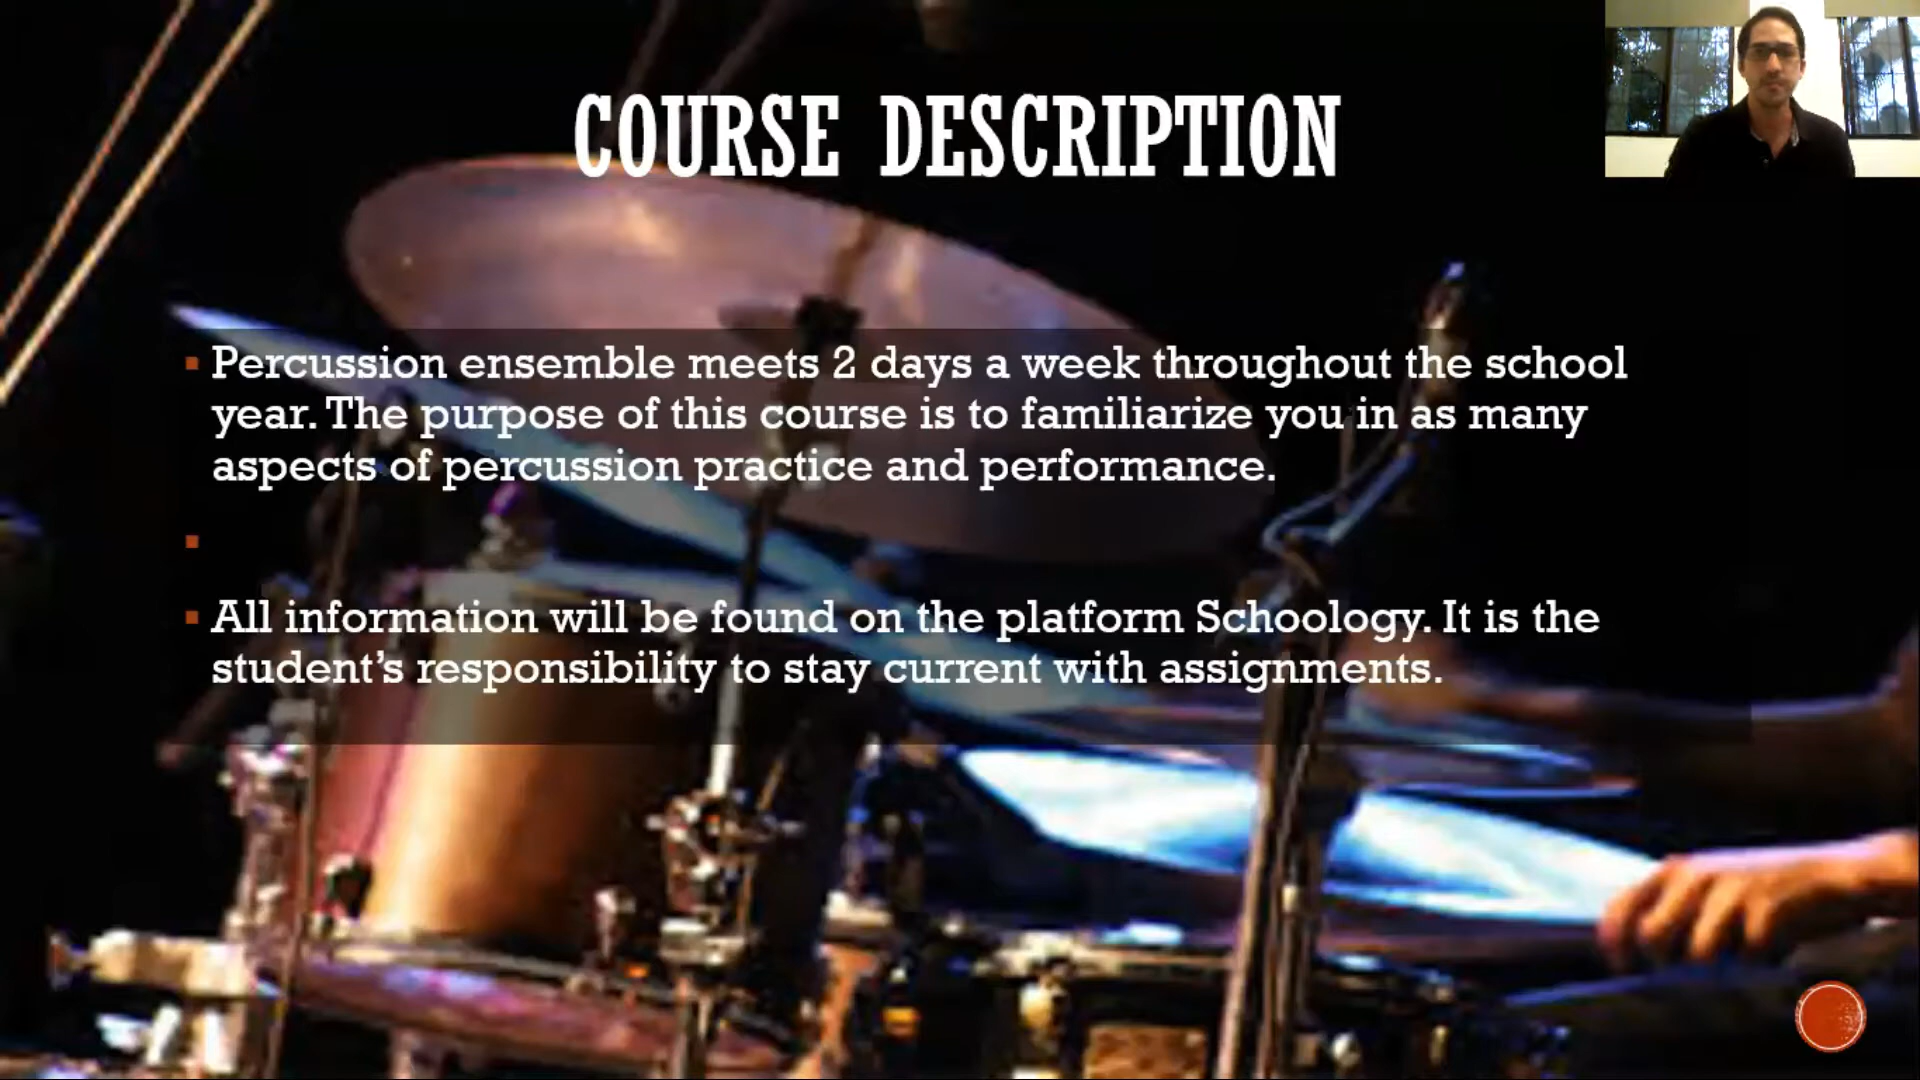 COURSE DESCRIPTION
Percussion ensemble meets 2 days a week throughout the school
year. The purpose of this course is to familiarize you in as many
aspects of percussion practice and performance.
All information will be found on the platform Schoology. It is the
student’s responsibility to stay current with assignments.